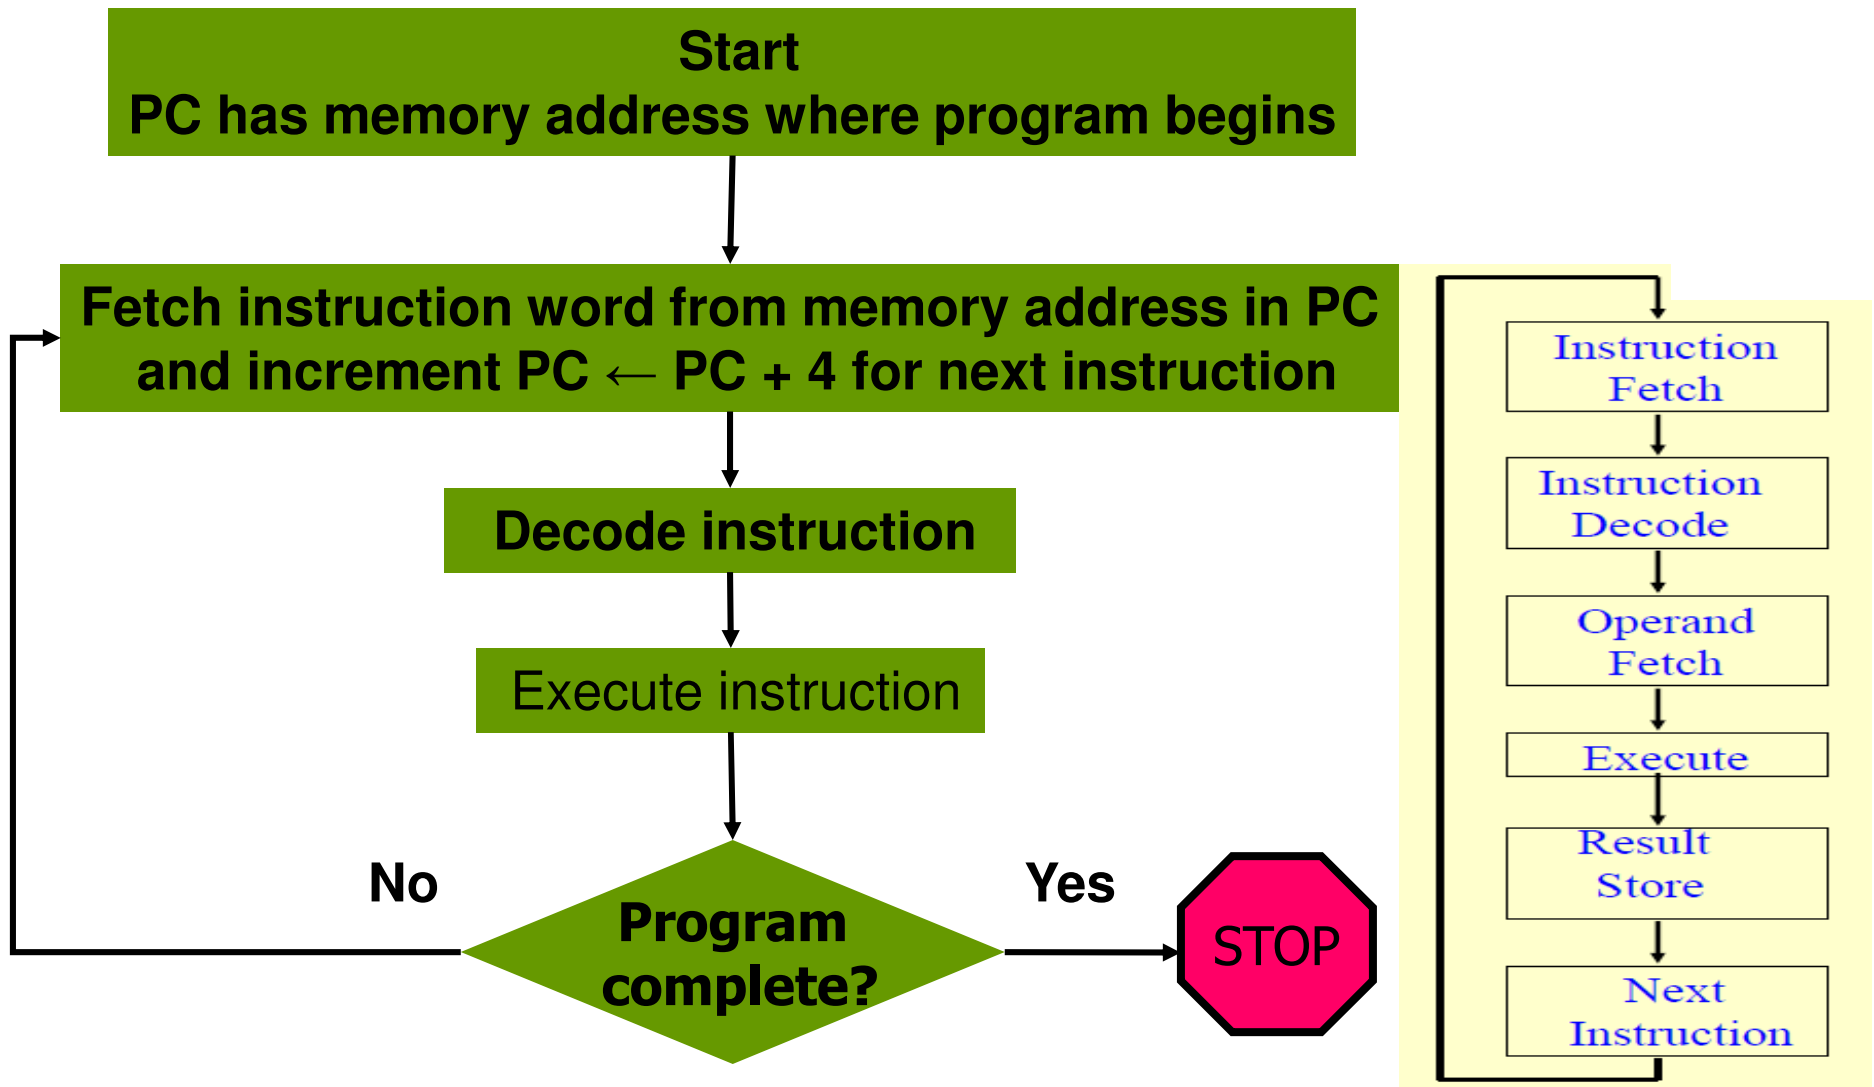 Start
PC has memory address where program begins
Fetch instruction word from memory address in PC
and increment PC ← PC + 4 for next instruction
Decode instruction
Execute instruction
No
Yes
Program
complete?
STOP
Instruction
Fetch
Instruction
Decode
Operand
Fetch
Execute
Result
Store
Next
Instruction